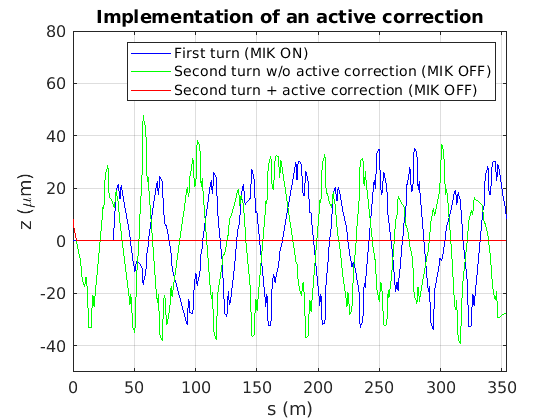 Implementation of an active correction
80
60
40
20
0
-20
-40
z (μm)
First turn (MIK ON)
Second turn w/o active correction (MIK OFF)
Second turn + active correction (MIK OFF)
0 50 100 150 200 250 300 350
s (m)